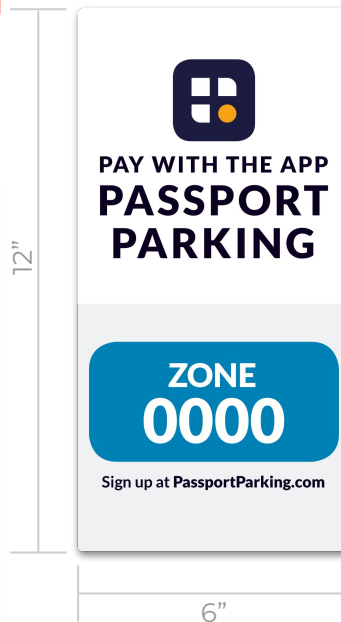 PAY WITH THE APP
PASSPORT
PARKING
12”
ZONE
0000
Sign up at PassportParking.com
6”